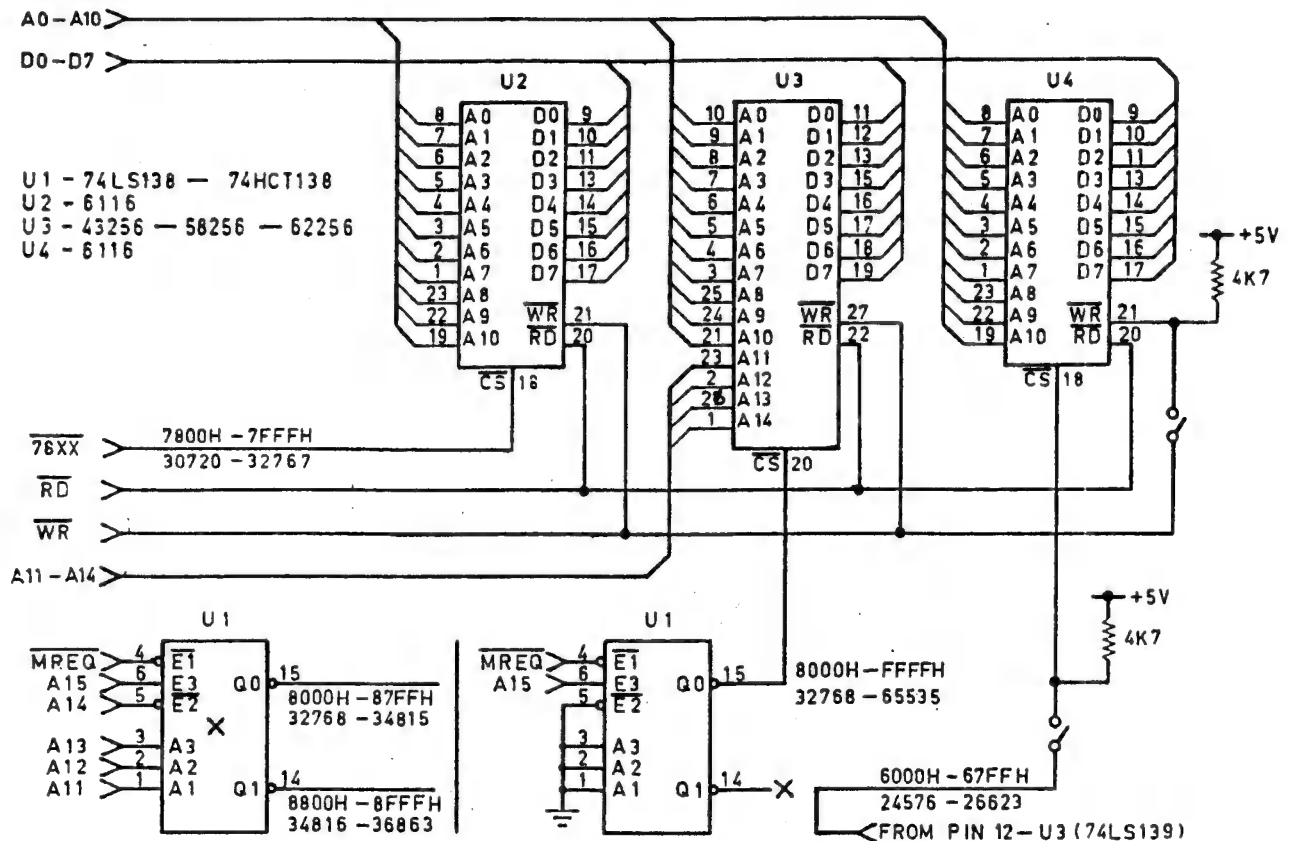 A0-A10
D0-D7
U1 - 74LS138 — 74HCT138
U2 - 6116
U3 - 43256 — 58256 — 62256
U4 - 6116
U2
8 A0 D0 9
7 A1 D1 10
6 A2 D2 11
5 A3 D3 13
4 A4 D4 14
3 A5 D5 15
2 A6 D6 16
1 A7 D7 17
23 A8
22 A9 WR 21
19 A10 RD 20
CS 18
U3
10 A0 D0 11
9 A1 D1 12
8 A2 D2 13
7 A3 D3 15
6 A4 D4 16
5 A5 D5 17
4 A6 D6 18
3 A7 D7 19
25 A8
24 A9 WR 27
21 A10 RD 22
23 A11
2 A12
A13
1 A14
CS 20
U4
8 A0 D0 9
7 A1 D1 10
6 A2 D2 11
5 A3 D3 13
4 A4 D4 14
3 A5 D5 15
2 A6 D6 16
1 A7 D7 17
23 A8
22 A9 WR 21
19 A10 RD 20
CS 18
+5V
4K7
78XX
7800H-7FFFH
30720-32767
RD
WR
A11-A14
U1
MREQ 4 E1
A15 6 E3
A14 5 E2
A13 3 A3
A12 2 A2
A11 1 A1
Q0 15
8000H-87FFH
32768-34815
X
Q1 14
8800H-8FFFH
34816-36863
U1
MREQ 4 E1
A15 6 E3
5 E2
3 A3
2 A2
1 A1
Q0 15
8000H-FFFFH
32768-65535
Q1 14 X
+5V
4K7
6000H-67FFH
24576-26623
FROM PIN 12-U3 (74LS139)